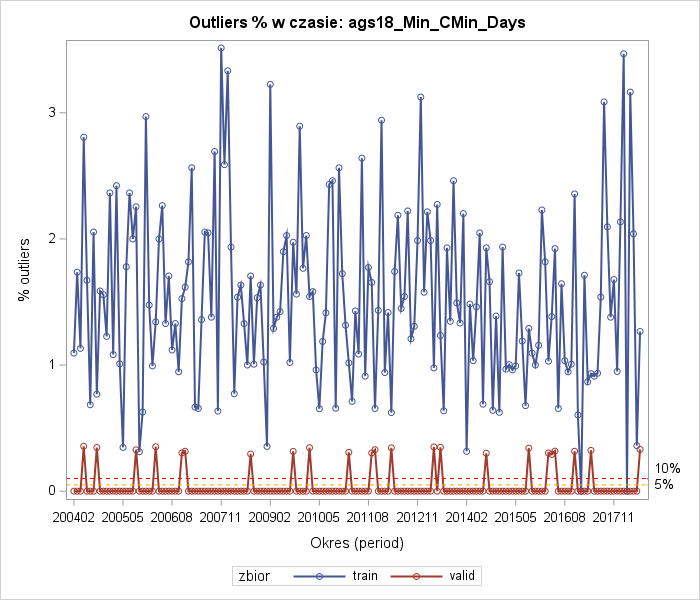 Outliers % w czasie: ags18_Min_CMin_Days
% outliers
3
2
1
0
10%
5%
200402 200505 200608 200711 200902 201005 201108 201211 201402 201505 201608 201711
Okres (period)
zbior train valid